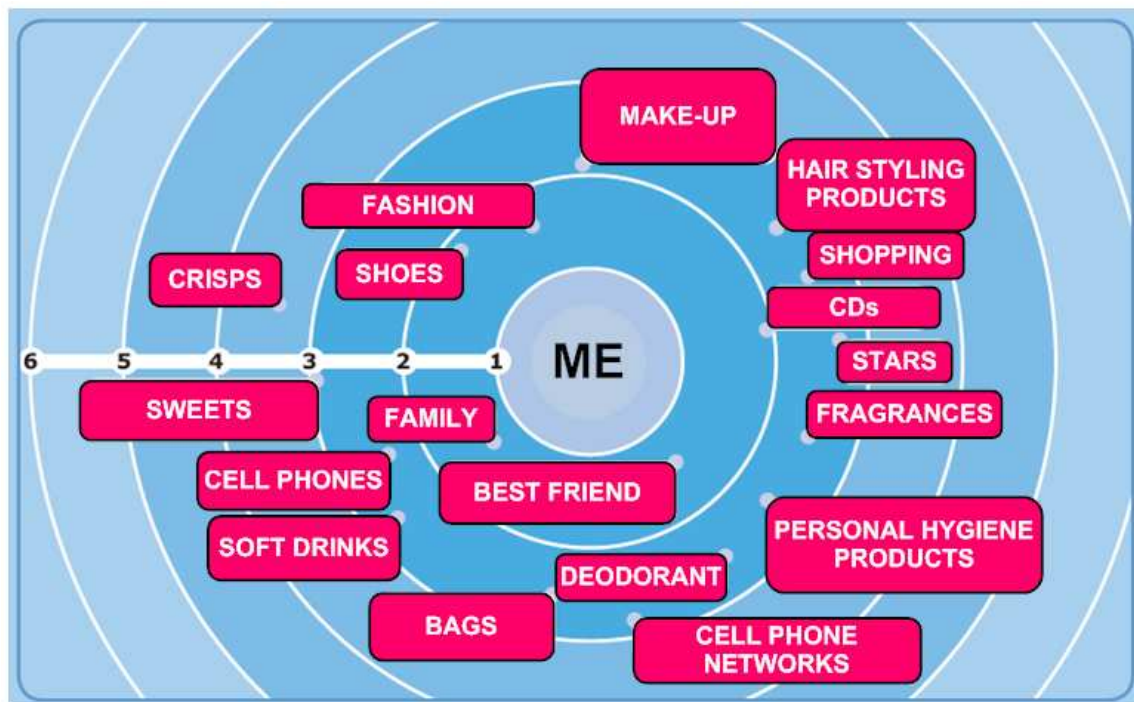 MAKE-UP
HAIR STYLING
PRODUCTS
FASHION
SHOPPING
SHOES
CRISPS
CDs
ME
6 5 4 3 2 1
STARS
SWEETS
FAMILY
FRAGRANCES
CELL PHONES
BEST FRIEND
SOFT DRINKS
PERSONAL HYGIENE
PRODUCTS
DEODORANT
BAGS
CELL PHONE
NETWORKS